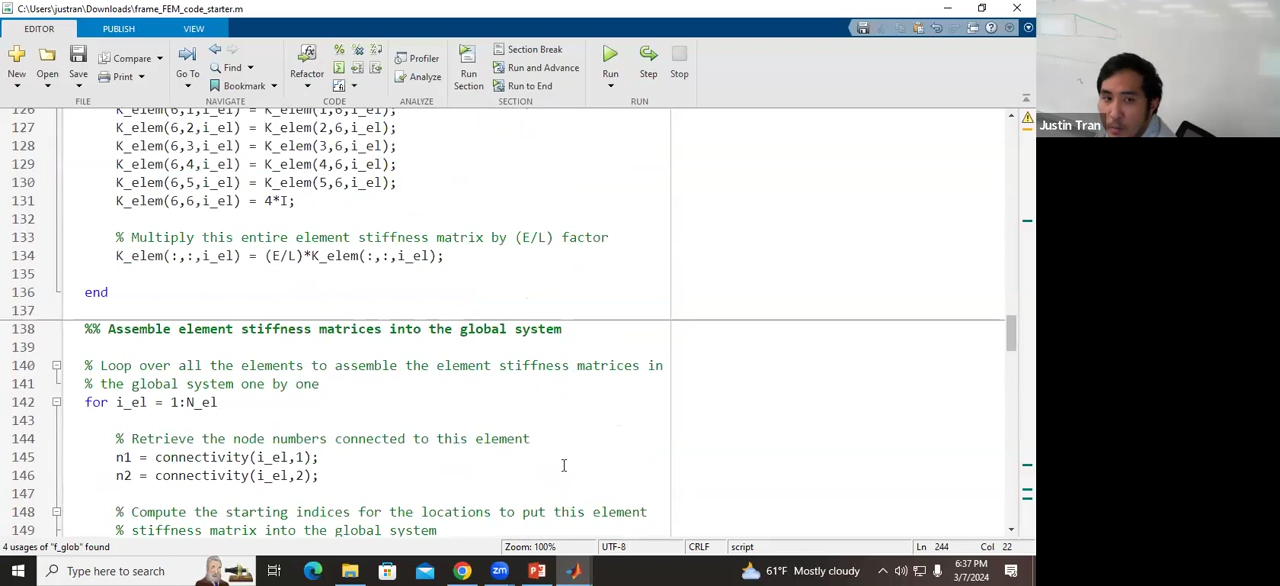 C:\Users\justran\Downloads\frame_FEM_code_starter.m
EDITOR PUBLISH VIEW
New Open Save Compare Print Go To Find Bookmark Refactor Profiler Analyze Run Section Section Break Run and Advance Run to End Run Step Stop
FILE NAVIGATE CODE ANALYZE SECTION RUN
126 K_elem(6,1,i_el) = K_elem(1,6,i_el);
127 K_elem(6,2,i_el) = K_elem(2,6,i_el);
128 K_elem(6,3,i_el) = K_elem(3,6,i_el);
129 K_elem(6,4,i_el) = K_elem(4,6,i_el);
130 K_elem(6,5,i_el) = K_elem(5,6,i_el);
131 K_elem(6,6,i_el) = 4*I;
132
133 % Multiply this entire element stiffness matrix by (E/L) factor
134 K_elem(:,:,i_el) = (E/L)*K_elem(:,:,i_el);
135
136 end
137
138 %% Assemble element stiffness matrices into the global system
139
140 % Loop over all the elements to assemble the element stiffness matrices in
141 % the global system one by one
142 for i_el = 1:N_el
143
144 % Retrieve the node numbers connected to this element
145 n1 = connectivity(i_el,1);
146 n2 = connectivity(i_el,2);
147
148 % Compute the starting indices for the locations to put this element
149 % stiffness matrix into the global system
4 usages of "f_glob" found Zoom: 100% UTF-8 CRLF script Ln 244 Col 22
Type here to search 61°F Mostly cloudy 6:37 PM
3/7/2024
Justin Tran